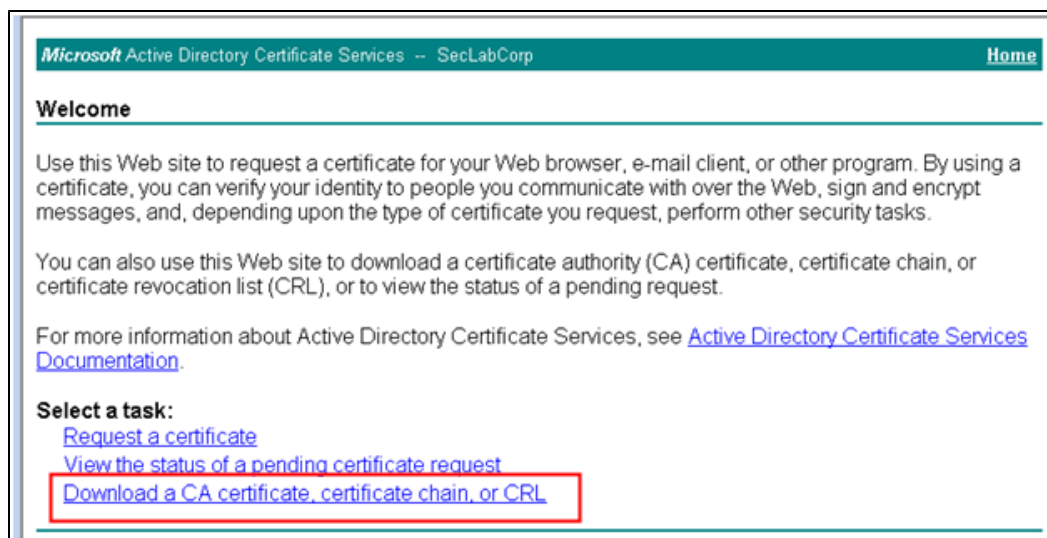 Microsoft Active Directory Certificate Services -- SecLabCorp Home
Welcome
Use this Web site to request a certificate for your Web browser, e-mail client, or other program. By using a
certificate, you can verify your identity to people you communicate with over the Web, sign and encrypt
messages, and, depending upon the type of certificate you request, perform other security tasks.
You can also use this Web site to download a certificate authority (CA) certificate, certificate chain, or
certificate revocation list (CRL), or to view the status of a pending request.
For more information about Active Directory Certificate Services, see Active Directory Certificate Services
Documentation.
Select a task:
Request a certificate
View the status of a pending certificate request
Download a CA certificate, certificate chain, or CRL